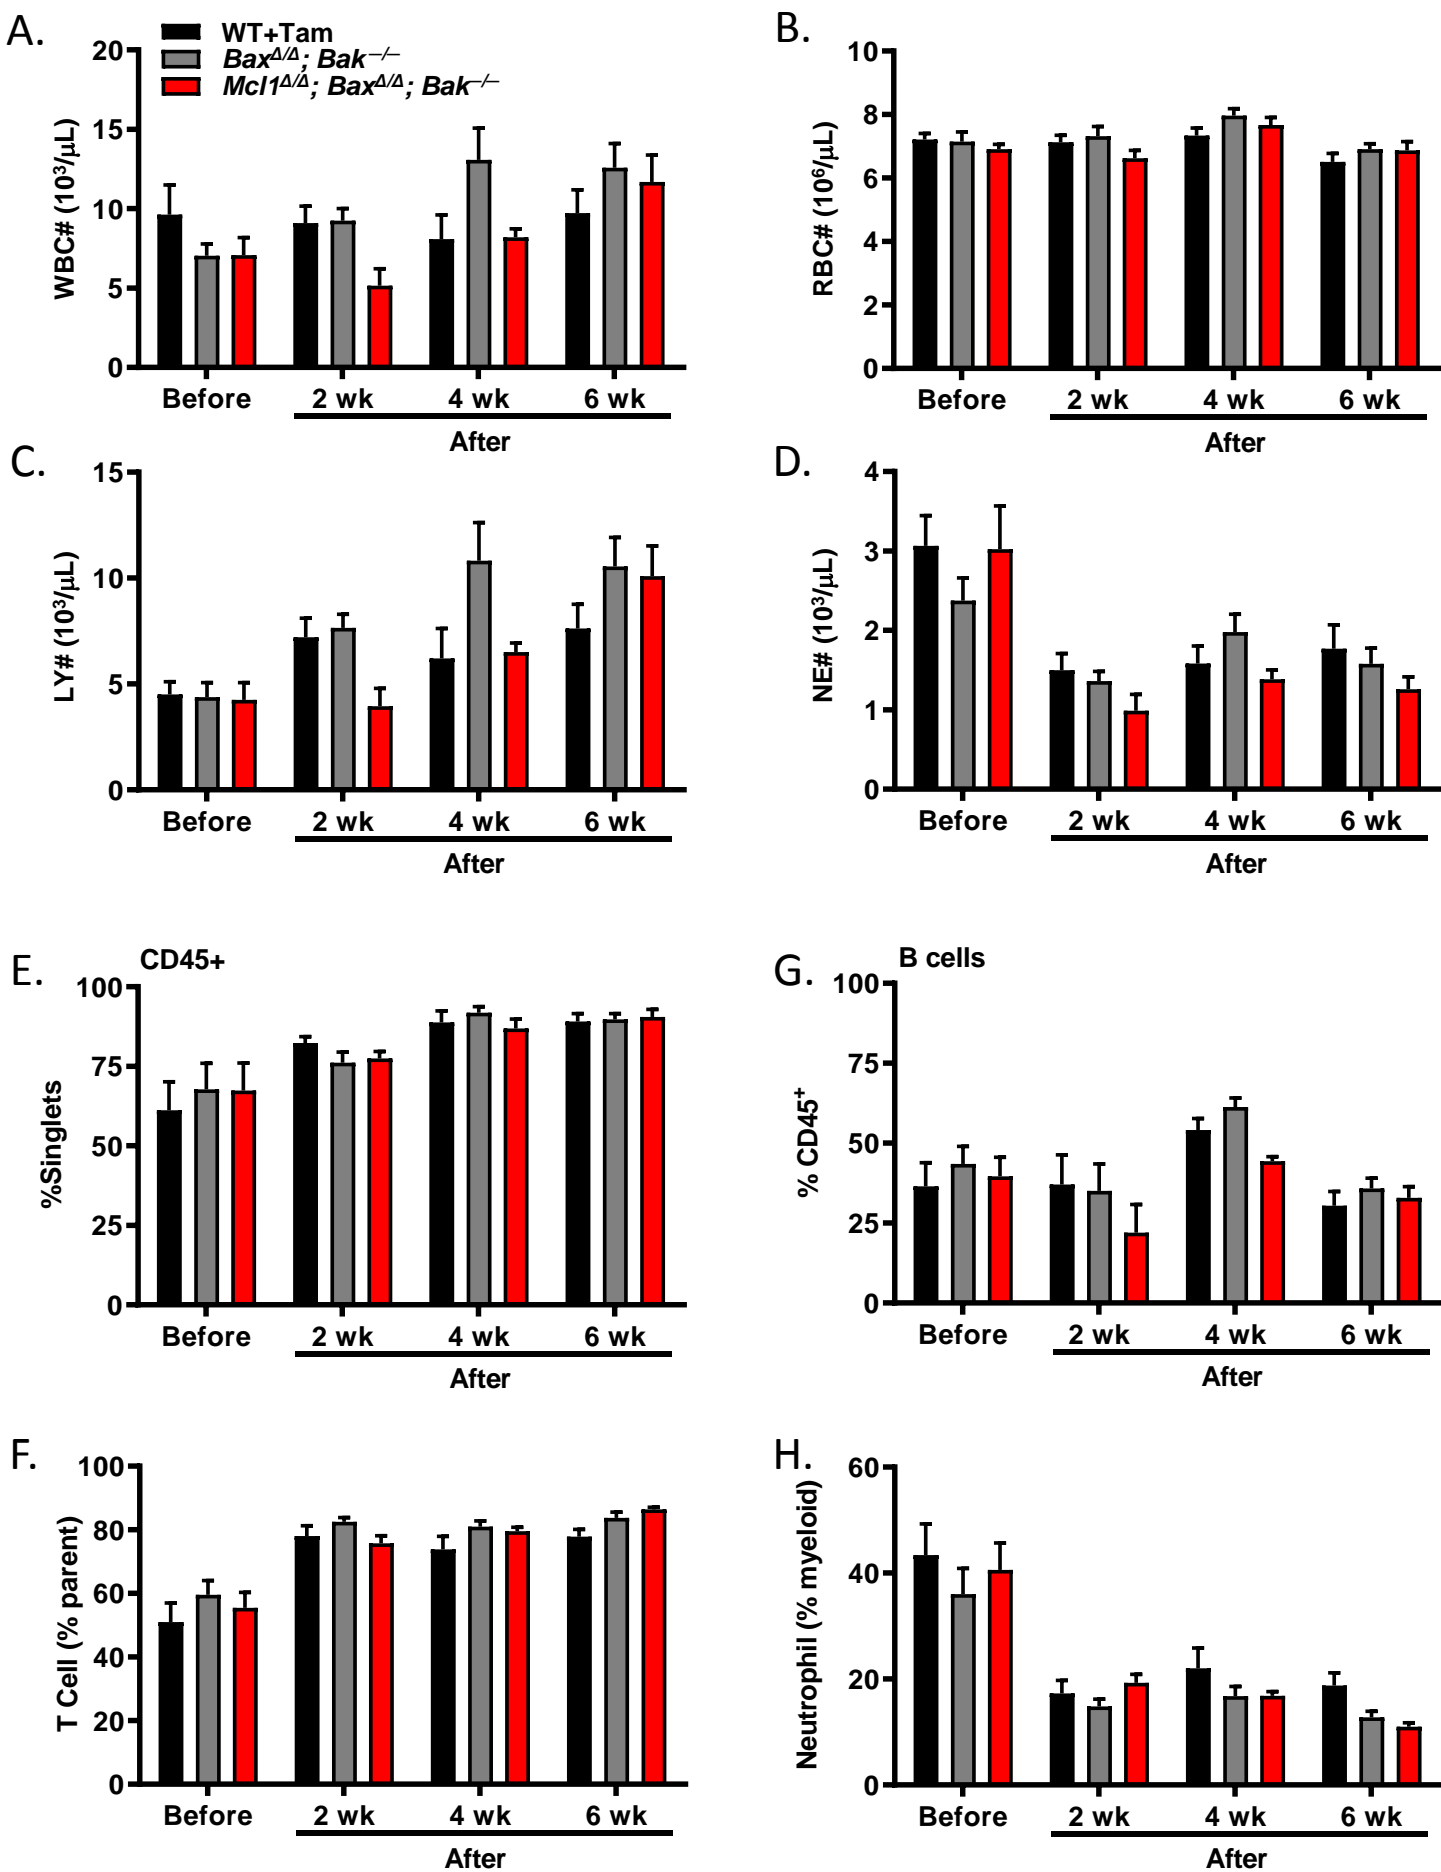 A.
WT+Tam
Bax^Δ/Δ; Bak^−/−
Mcl1^Δ/Δ; Bax^Δ/Δ; Bak^−/−
WBC# (10³/μL)
20
15
10
5
0
Before
2 wk
4 wk
6 wk
After
B.
RBC# (10⁶/μL)
10
8
6
4
2
0
Before
2 wk
4 wk
6 wk
After
C.
LY# (10³/μL)
15
10
5
0
Before
2 wk
4 wk
6 wk
After
D.
NE# (10³/μL)
4
3
2
1
0
Before
2 wk
4 wk
6 wk
After
E.
CD45+
%Singlets
100
75
50
25
0
Before
2 wk
4 wk
6 wk
After
G.
B cells
% CD45⁺
100
75
50
25
0
Before
2 wk
4 wk
6 wk
After
F.
T Cell (% parent)
100
80
60
40
20
0
Before
2 wk
4 wk
6 wk
After
H.
Neutrophil (% myeloid)
60
40
20
0
Before
2 wk
4 wk
6 wk
After